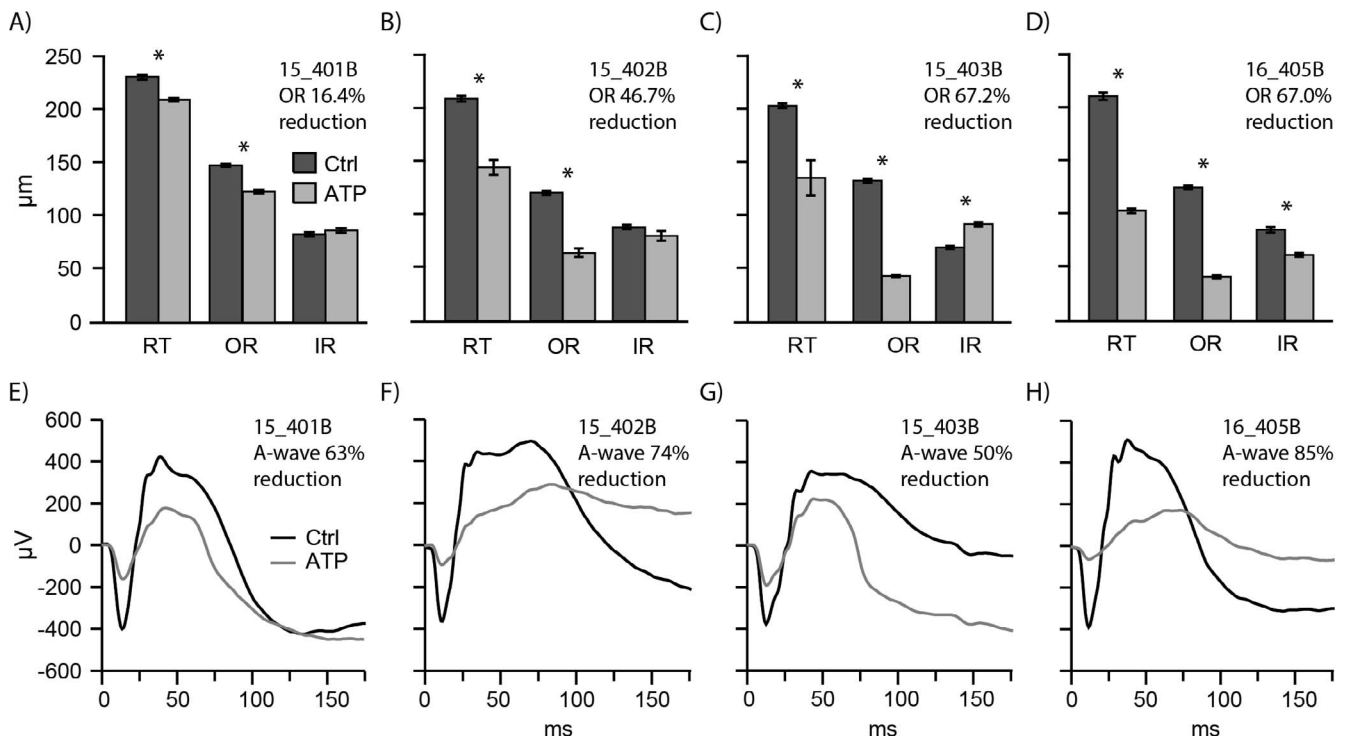 A)
15_401B
OR 16.4%
reduction
Ctrl
ATP
µm
250
200
150
100
50
0
RT OR IR
B)
15_402B
OR 46.7%
reduction
RT OR IR
C)
15_403B
OR 67.2%
reduction
RT OR IR
D)
16_405B
OR 67.0%
reduction
RT OR IR
* * * * * * * * * *
E)
15_401B
A-wave 63%
reduction
Ctrl
ATP
µV
600
400
200
0
-200
-400
-600
0 50 100 150
F)
15_402B
A-wave 74%
reduction
0 50 100 150
ms
G)
15_403B
A-wave 50%
reduction
0 50 100 150
ms
H)
16_405B
A-wave 85%
reduction
0 50 100 150
ms